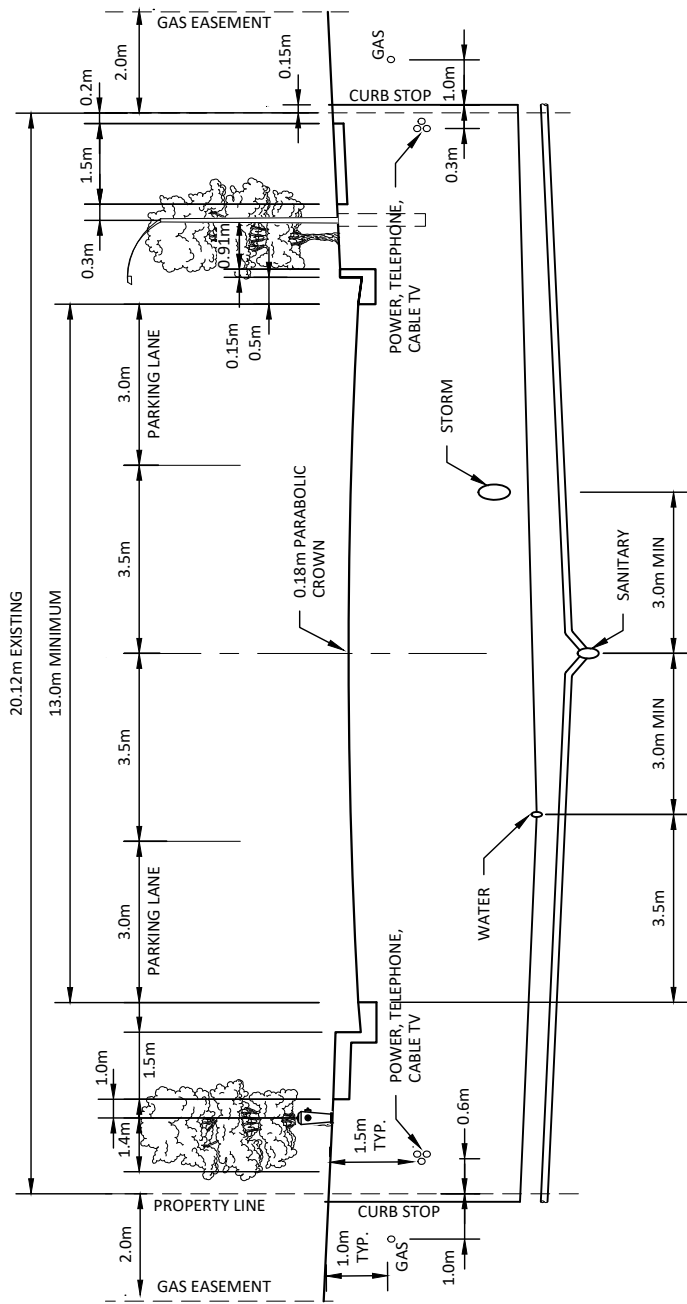 20.12m EXISTING
13.0m MINIMUM
GAS EASEMENT
2.0m
PROPERTY LINE
1.4m
1.0m
1.5m
3.0m
PARKING LANE
3.5m
3.5m
3.0m
PARKING LANE
0.15m
0.5m
0.91m
0.3m
1.5m
0.2m
2.0m
GAS EASEMENT
0.15m
0.18m PARABOLIC
CROWN
1.0m
TYP.
GAS
CURB STOP
1.5m
TYP.
POWER, TELEPHONE,
CABLE TV
0.6m
1.0m
WATER
STORM
SANITARY
POWER, TELEPHONE,
CABLE TV
CURB STOP
GAS
0.3m
1.0m
3.5m
3.0m MIN
3.0m MIN